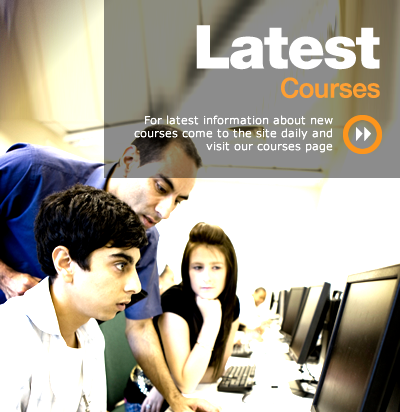 Latest
Courses
For latest information about new
courses come to the site daily and
visit our courses page